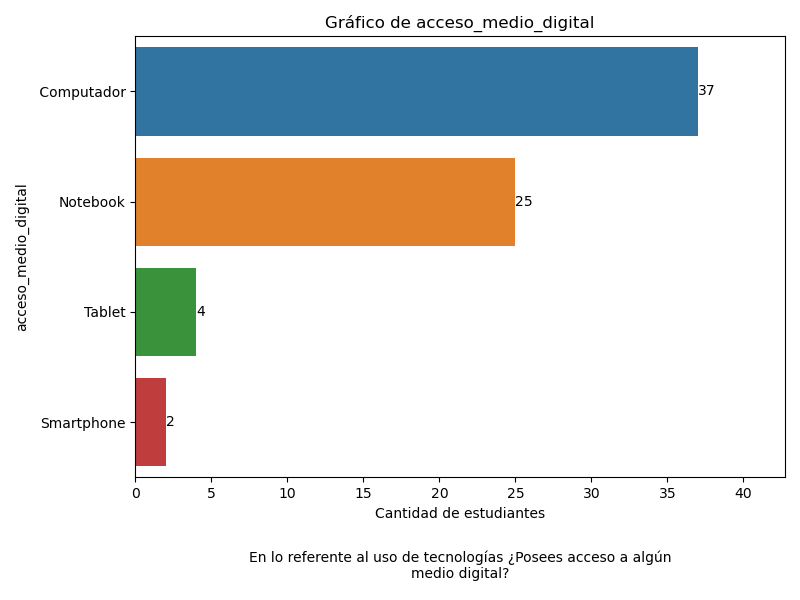 Gráfico de acceso_medio_digital
acceso_medio_digital
Computador
37
Notebook
25
Tablet
4
Smartphone
2
0 5 10 15 20 25 30 35 40
Cantidad de estudiantes
En lo referente al uso de tecnologías ¿Posees acceso a algún
medio digital?